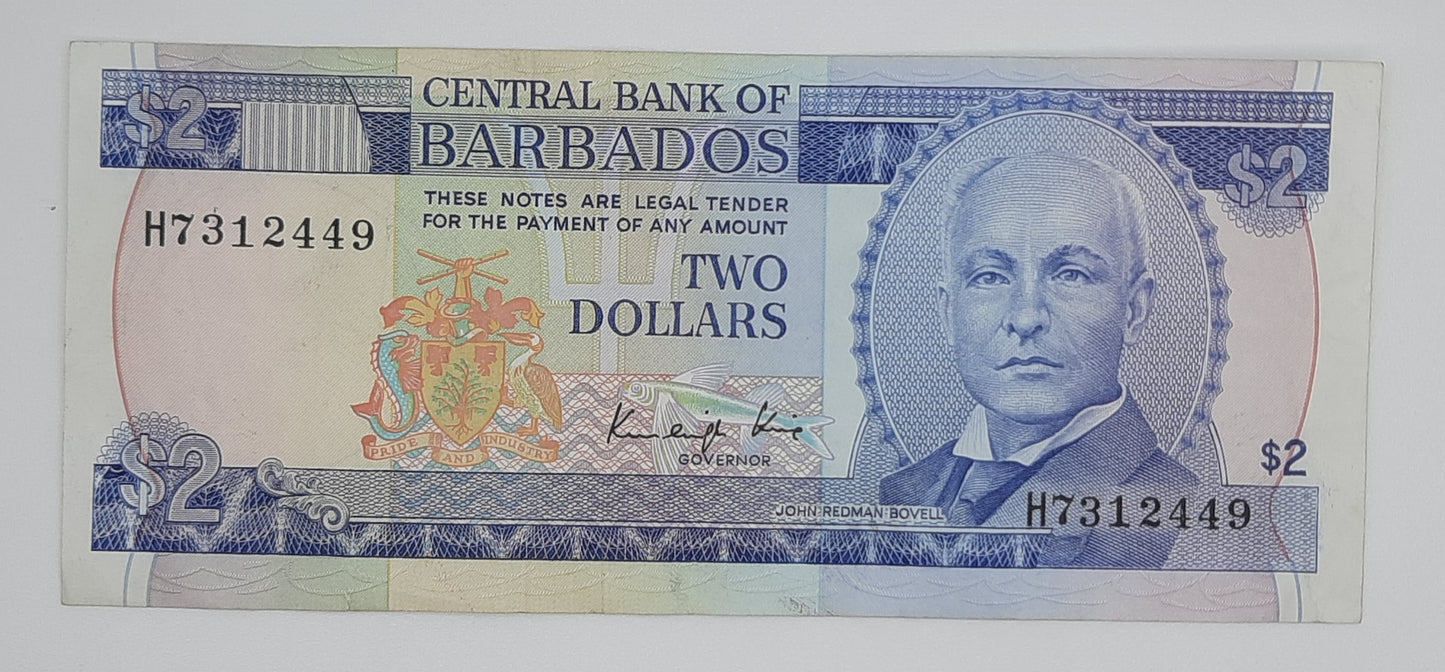 $2
CENTRAL BANK OF
BARBADOS
$2
THESE NOTES ARE LEGAL TENDER
FOR THE PAYMENT OF ANY AMOUNT
H7312449
TWO
DOLLARS
PRIDE AND INDUSTRY
GOVERNOR
$2
$2
JOHN REDMAN BOVELL
H7312449